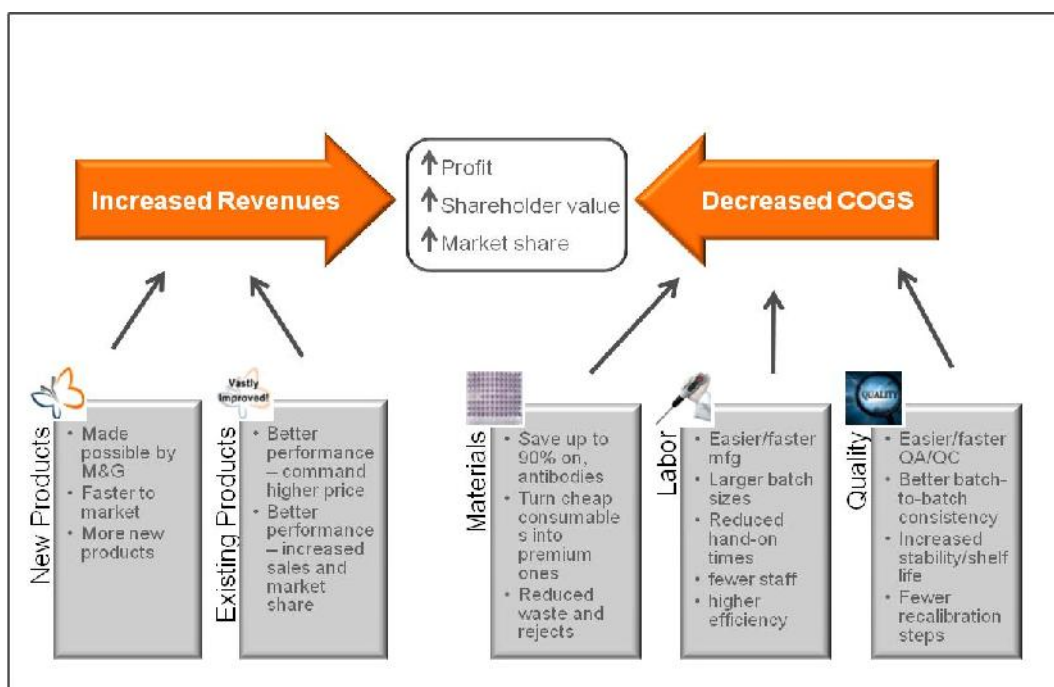 Increased Revenues
Profit
Shareholder value
Market share
Decreased COGS
New Products
• Made
possible by
M&G
• Faster to
market
• More new
products
Vastly
Improved!
Existing Products
• Better
performance
– command
higher price
• Better
performance
– increased
sales and
market
share
Materials
• Save up to
90% on,
antibodies
• Turn cheap
consumable
s into
premium
ones
• Reduced
waste and
rejects
Labor
• Easier/faster
mfg
• Larger batch
sizes
• Reduced
hand-on
times
• fewer staff
• higher
efficiency
QUALITY
Quality
• Easier/faster
QA/QC
• Better batch-
to-batch
consistency
• Increased
stability/shelf
life
• Fewer
recalibration
steps